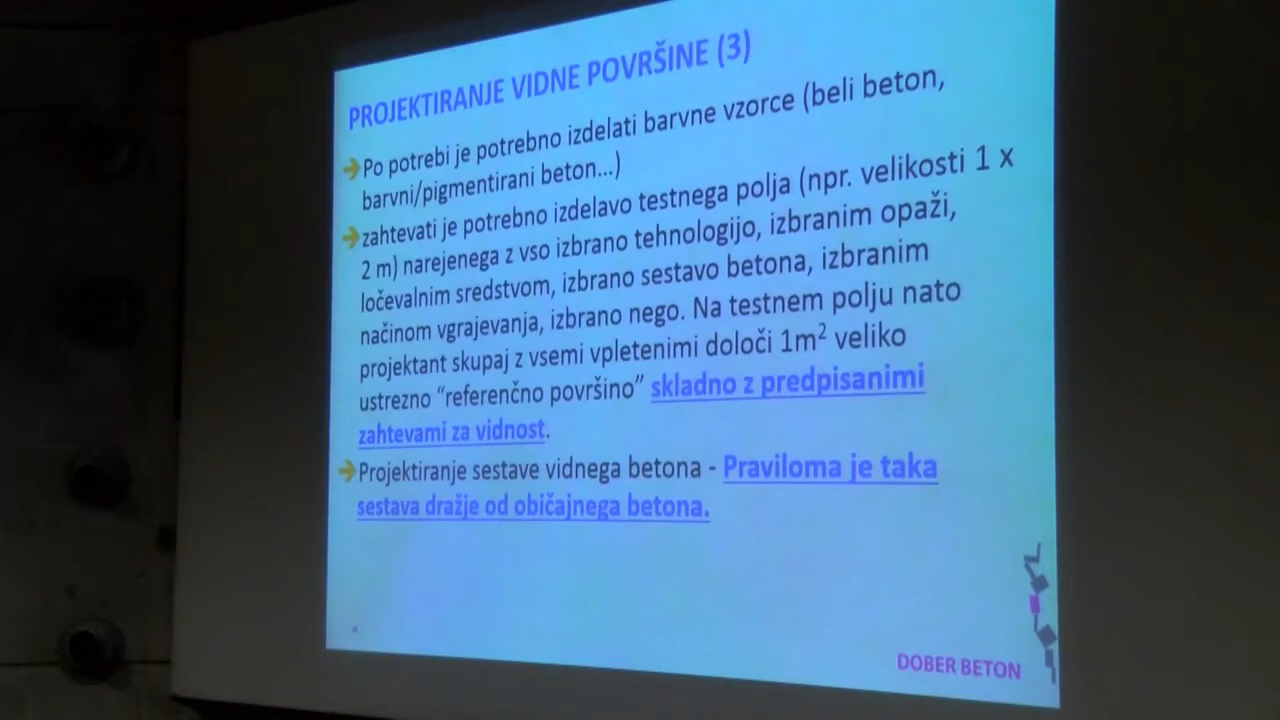 PROJEKTIRANJE VIDNE POVRŠINE (3)
Po potrebi je potrebno izdelati barvne vzorce (beli beton,
barvni/pigmentirani beton...)
zahtevati je potrebno izdelavo testnega polja (npr. velikosti 1 x
2 m) narejenega z vso izbrano tehnologijo, izbranim opaži,
ločevalnim sredstvom, izbrano sestavo betona, izbranim
načinom vgrajevanja, izbrano nego. Na testnem polju nato
projektant skupaj z vsemi vpletenimi določi 1m² veliko
ustrezno “referenčno površino” skladno z predpisanimi
zahtevami za vidnost.
Projektiranje sestave vidnega betona - Praviloma je taka
sestava dražje od običajnega betona.
DOBER BETON